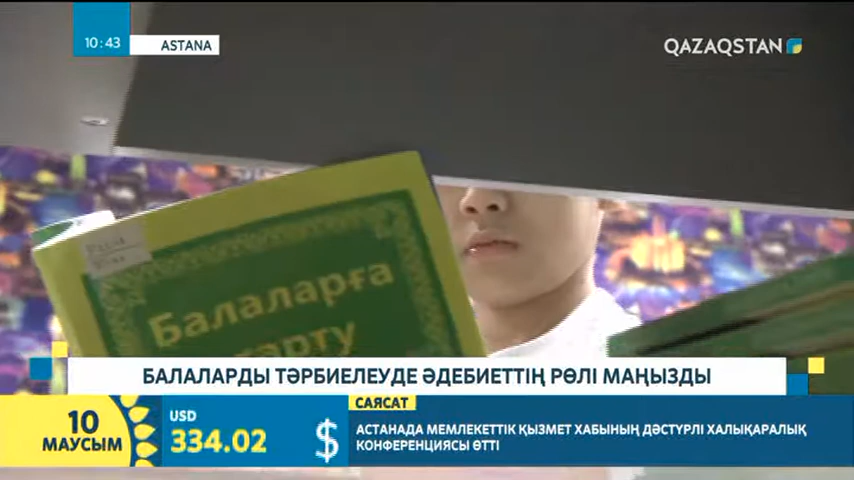 10:43
ASTANA
QAZAQSTAN
Балаларға
тарту
БАЛАЛАРДЫ ТӘРБИЕЛЕУДЕ ӘДЕБИЕТТІҢ РӨЛІ МАҢЫЗДЫ
10
МАУСЫМ
USD
334.02
$
САЯСАТ
АСТАНАДА МЕМЛЕКЕТТІК ҚЫЗМЕТ ХАБЫНЫҢ ДӘСТҮРЛІ ХАЛЫҚАРАЛЫҚ
КОНФЕРЕНЦИЯСЫ ӨТТІ